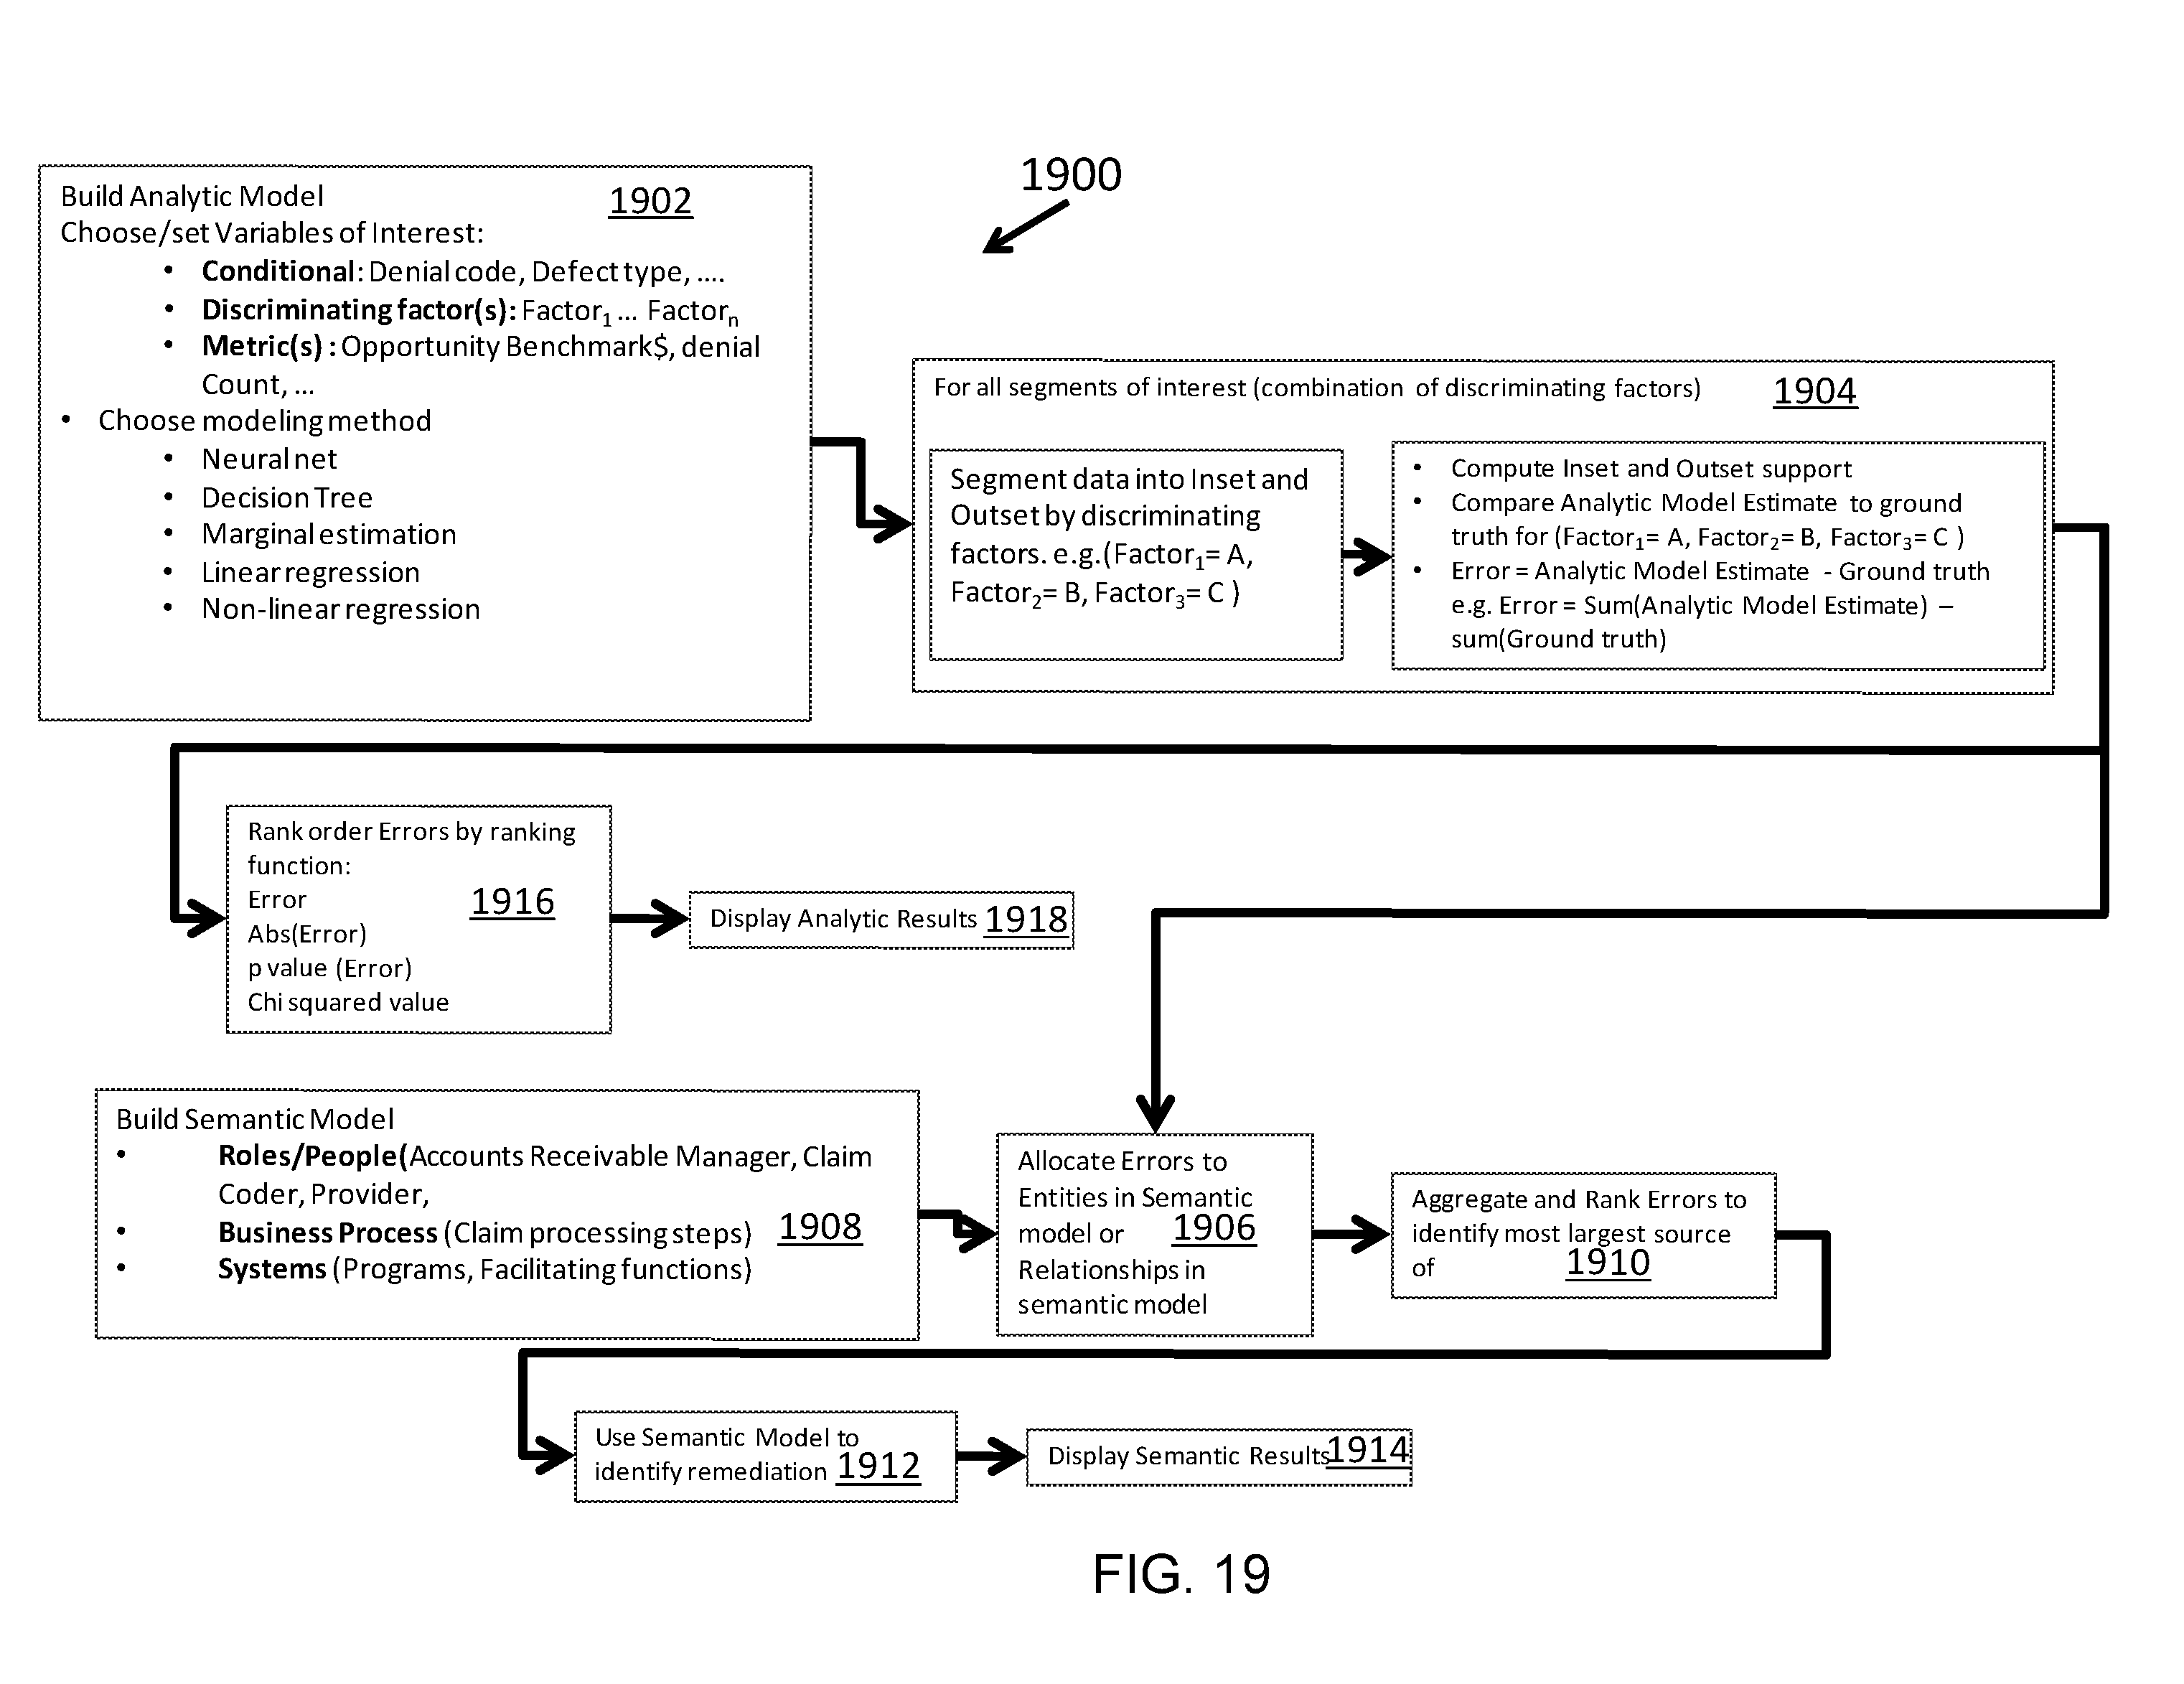 1900
Build Analytic Model 1902
Choose/set Variables of Interest:
• Conditional: Denial code, Defect type, ....
• Discriminating factor(s): Factor1 ... Factorn
• Metric(s) : Opportunity Benchmark$, denial
Count, ...
• Choose modeling method
• Neural net
• Decision Tree
• Marginal estimation
• Linear regression
• Non-linear regression
For all segments of interest (combination of discriminating factors) 1904
Segment data into Inset and
Outset by discriminating
factors. e.g.(Factor1= A,
Factor2= B, Factor3= C )
• Compute Inset and Outset support
• Compare Analytic Model Estimate to ground
truth for (Factor1= A, Factor2= B, Factor3= C )
• Error = Analytic Model Estimate - Ground truth
e.g. Error = Sum(Analytic Model Estimate) –
sum(Ground truth)
Rank order Errors by ranking
function:
Error 1916
Abs(Error)
p value (Error)
Chi squared value
Display Analytic Results 1918
Build Semantic Model
• Roles/People(Accounts Receivable Manager, Claim
Coder, Provider,
• Business Process (Claim processing steps) 1908
• Systems (Programs, Facilitating functions)
Allocate Errors to
Entities in Semantic
model or 1906
Relationships in
semantic model
Aggregate and Rank Errors to
identify most largest source
of 1910
Use Semantic Model to
identify remediation 1912
Display Semantic Results 1914
FIG. 19